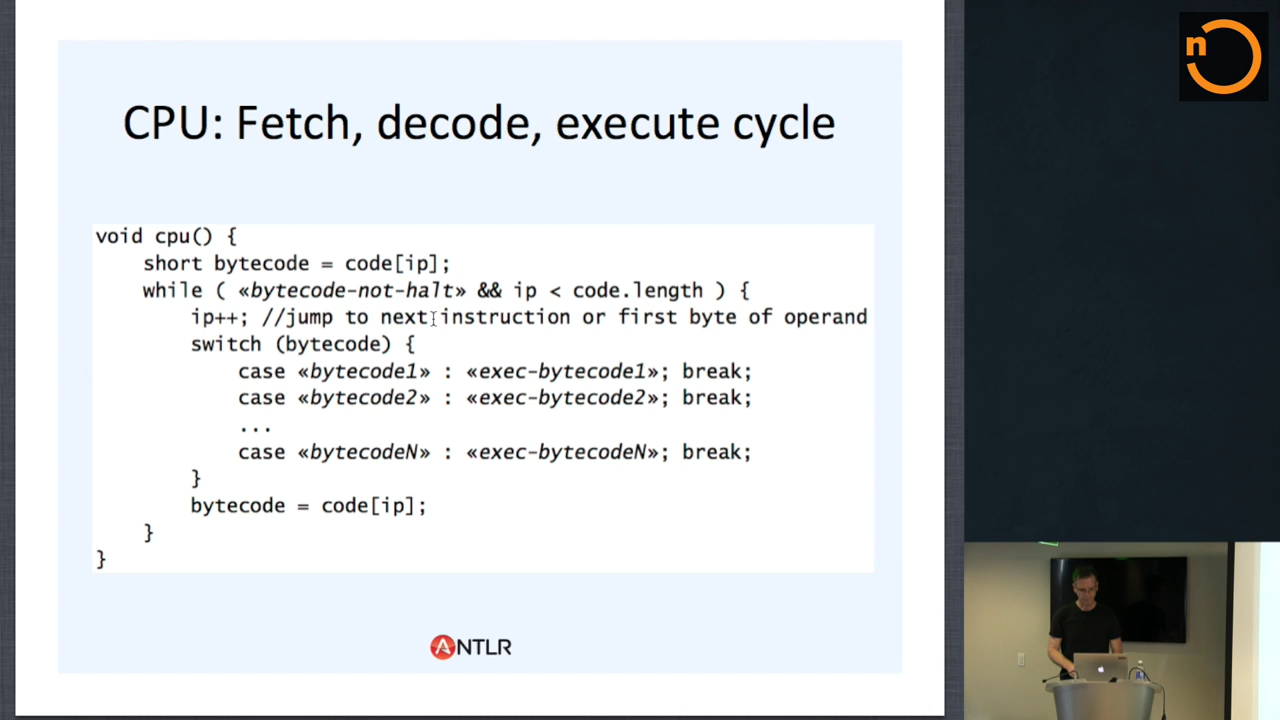 n
CPU: Fetch, decode, execute cycle
void cpu() {
short bytecode = code[ip];
while ( «bytecode-not-halt» && ip < code.length ) {
ip++; //jump to next instruction or first byte of operand
switch (bytecode) {
case «bytecode1» : «exec-bytecode1»; break;
case «bytecode2» : «exec-bytecode2»; break;
...
case «bytecodeN» : «exec-bytecodeN»; break;
}
bytecode = code[ip];
}
}
ANTLR